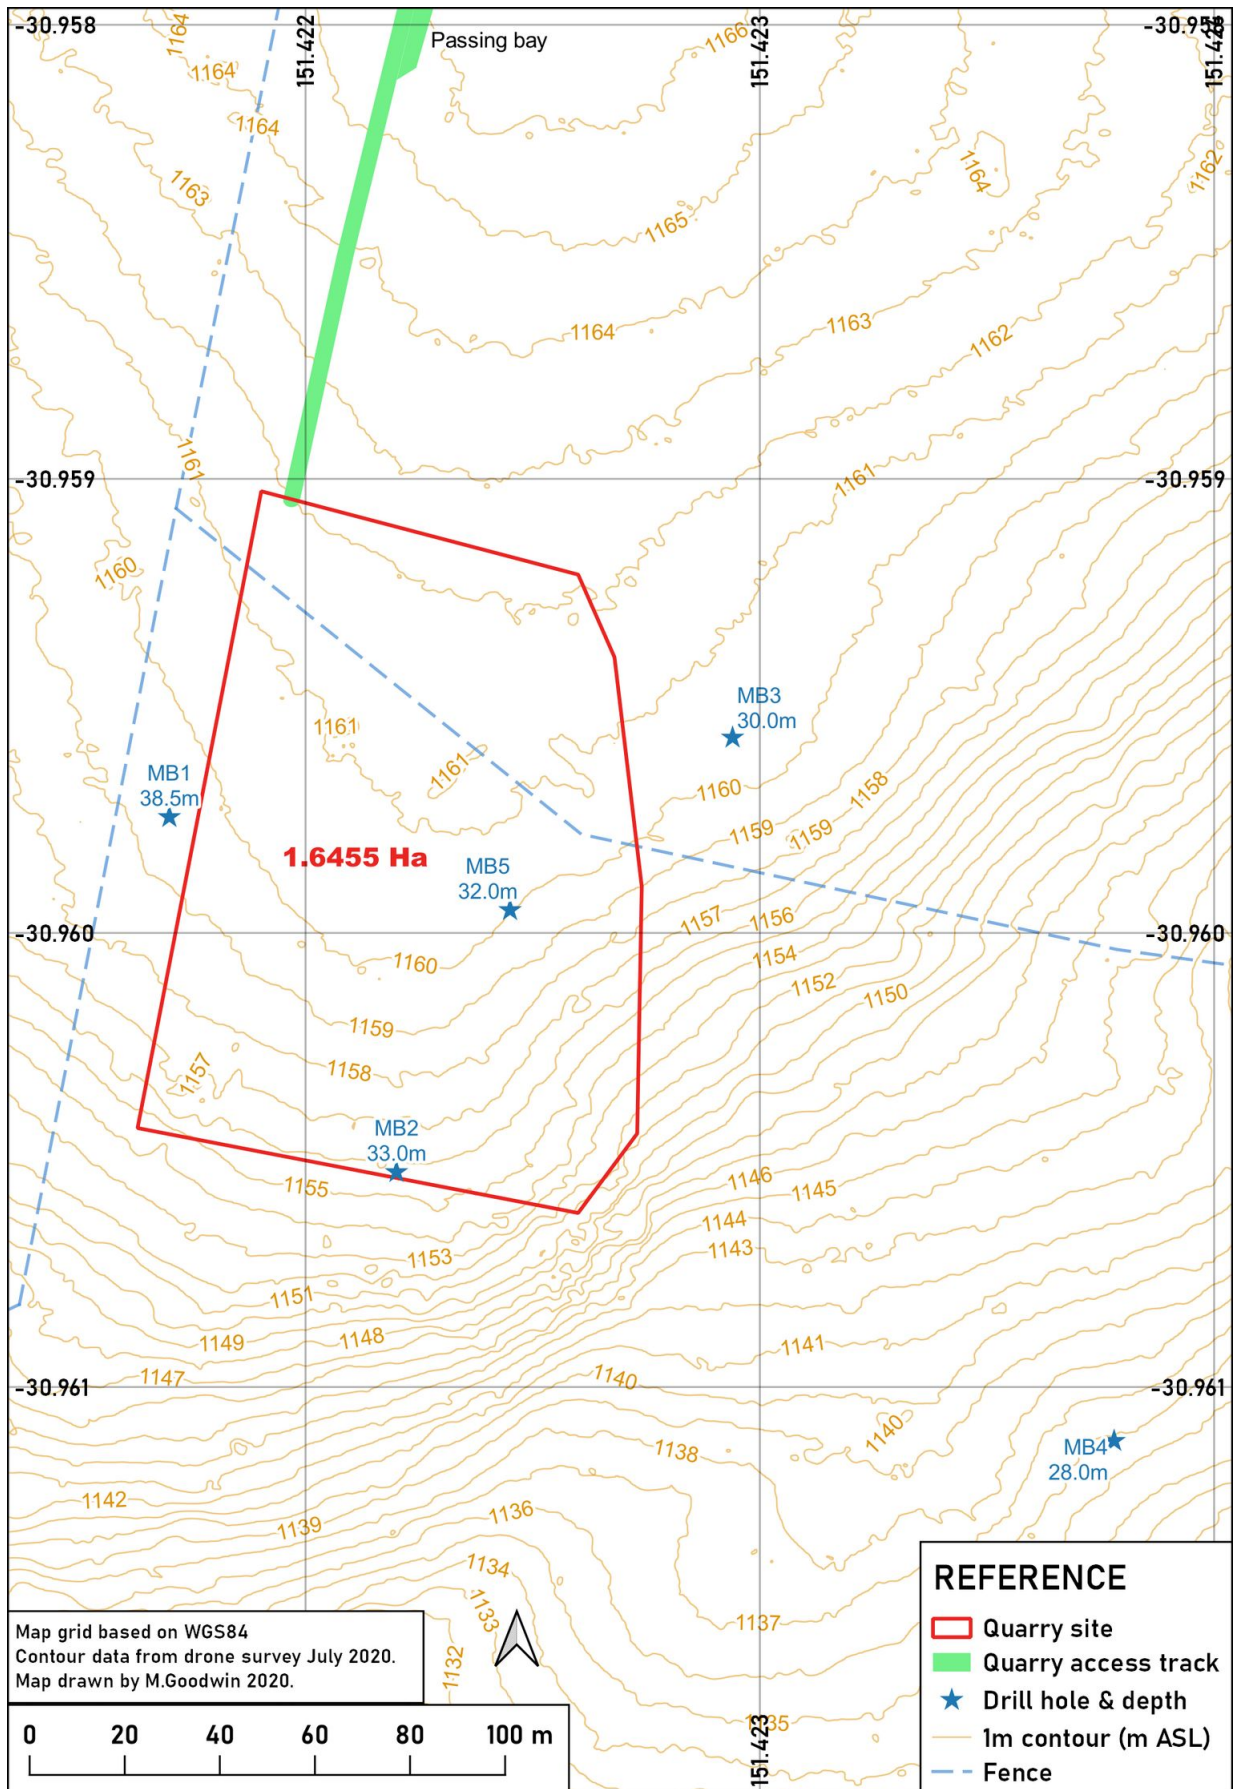 -30.958
151.422
Passing bay
1166
151.423
-30.958
151.424
1164
1164
1164
1163
1165
1164
1162
1164
1163
1162
1161
-30.959
1161
-30.959
1160
MB3
30.0m
1161
1161
MB1
38.5m
1160
1158
1159
1159
1.6455 Ha
MB5
32.0m
1157
1156
-30.960
-30.960
1160
1154
1152
1150
1159
1158
1157
MB2
33.0m
1155
1146
1145
1144
1153
1143
1151
1149
1148
1141
1147
1140
-30.961
-30.961
1140
1138
MB4
28.0m
1142
1136
1139
1134
1133
1137
1132
1135
151.423
REFERENCE
Quarry site
Quarry access track
Drill hole & depth
1m contour (m ASL)
Fence
Map grid based on WGS84
Contour data from drone survey July 2020.
Map drawn by M.Goodwin 2020.
0 20 40 60 80 100 m